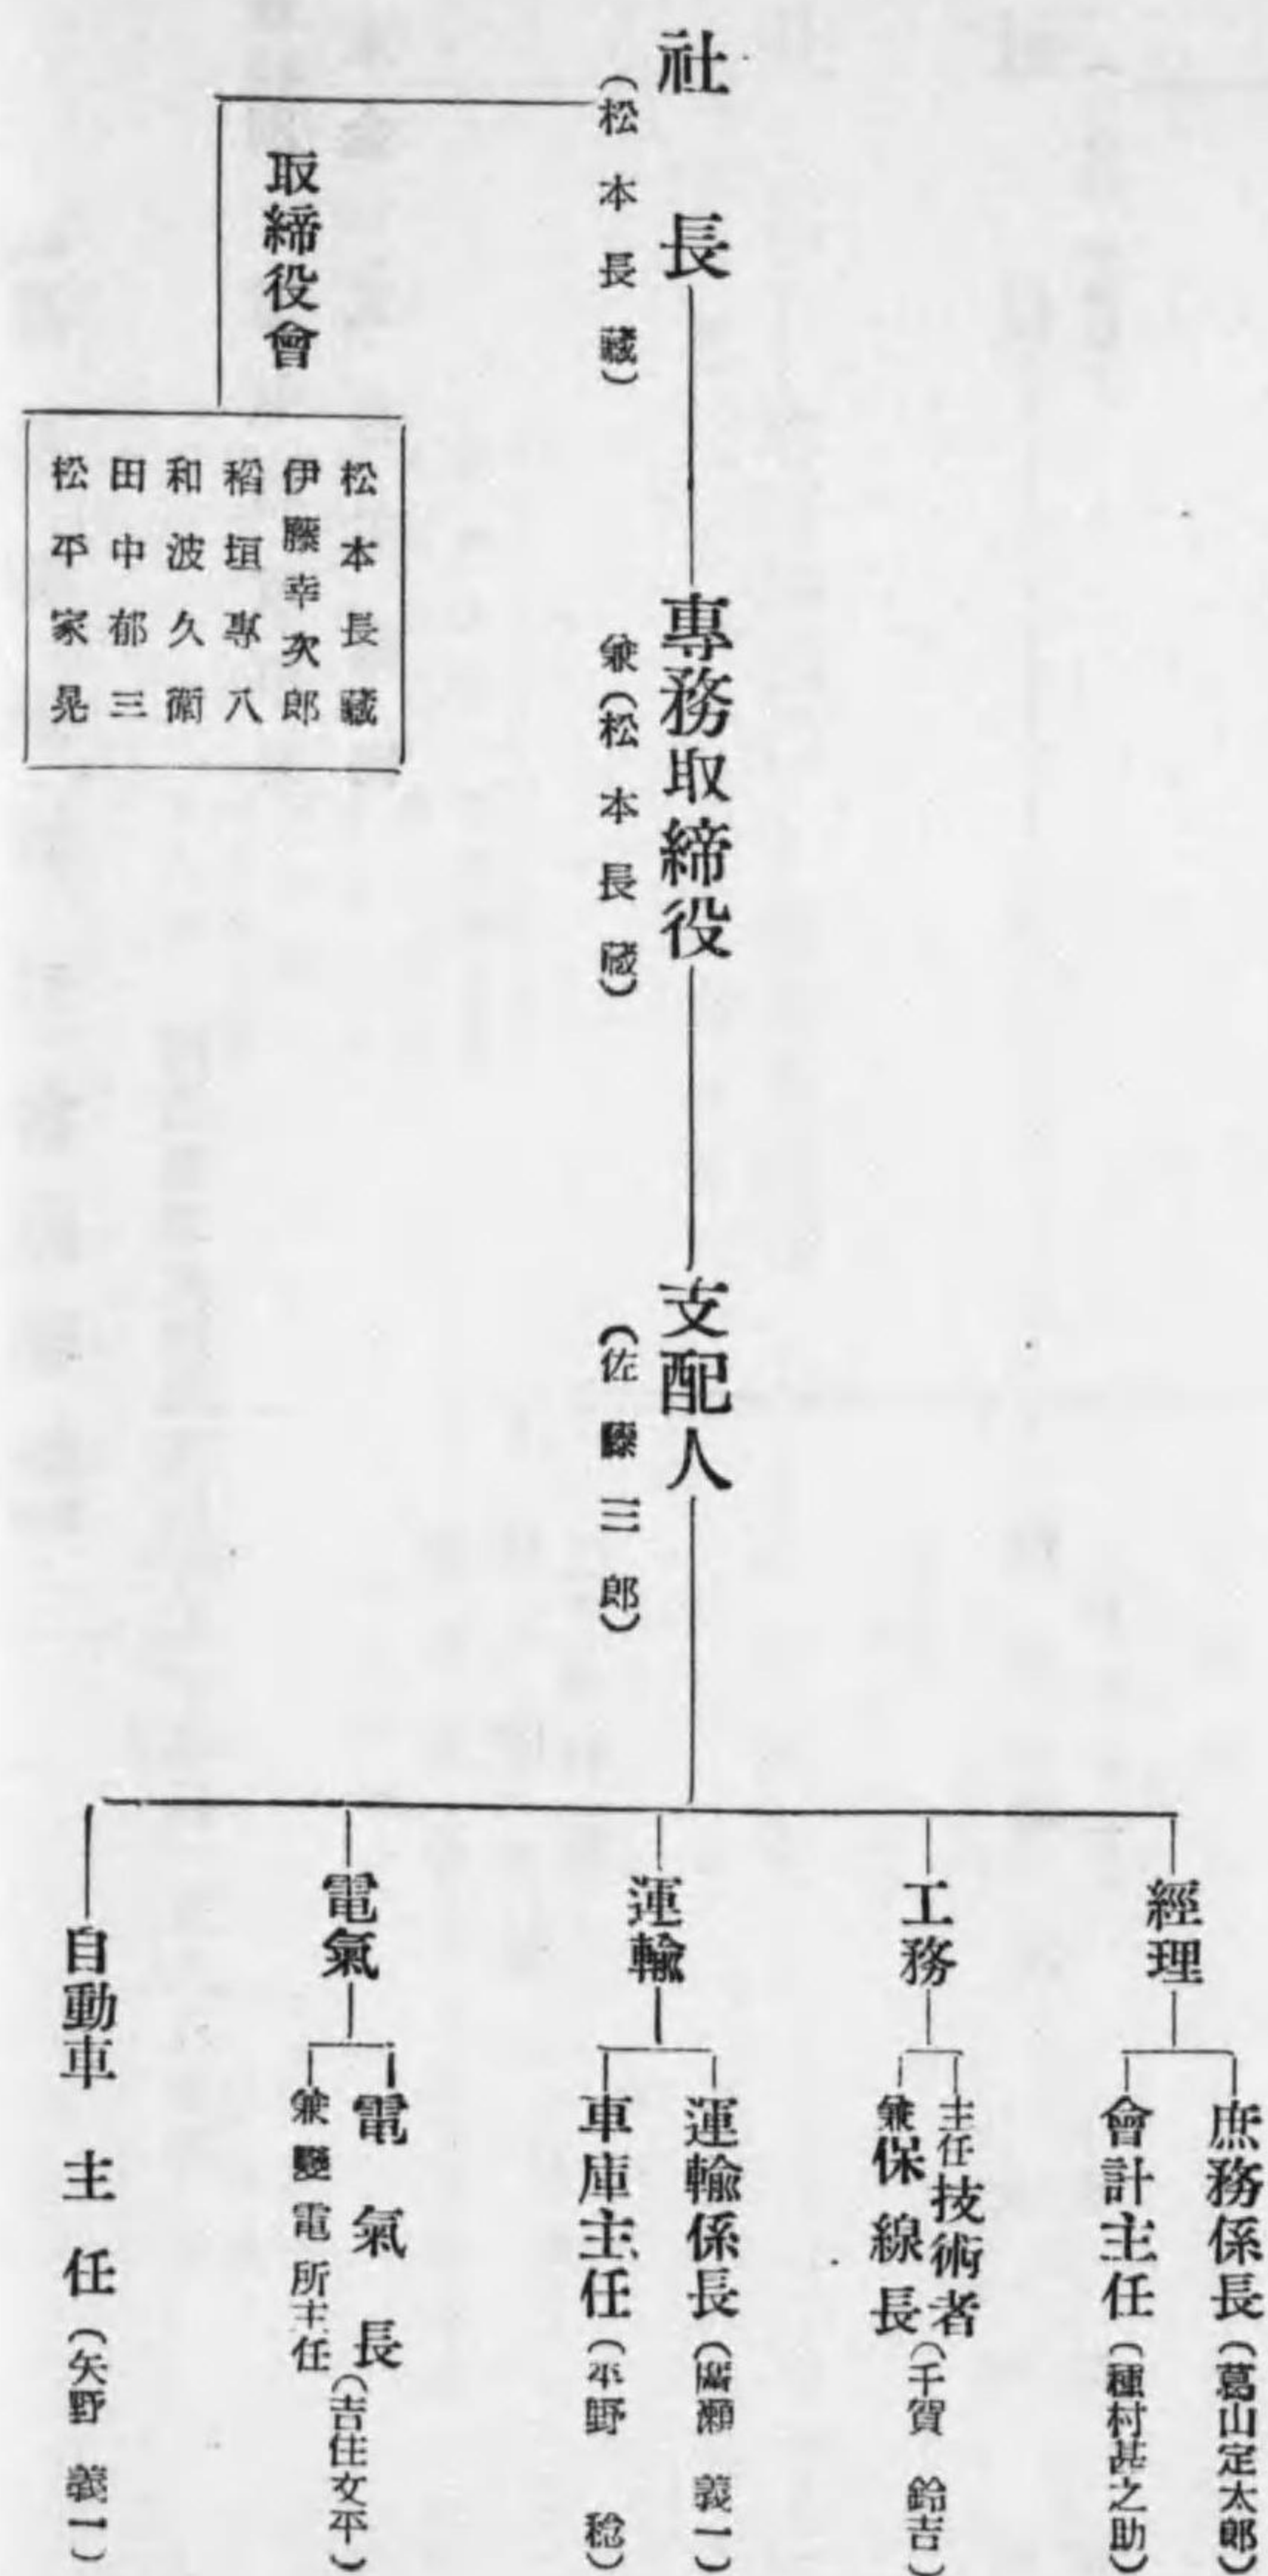 社長
(松本長藏)
取締役會
松本長藏
伊藤幸次郎
稻垣專八
和波久衞
田中郁三
松平家晃
專務取締役
兼(松本長藏)
支配人
(佐藤三郎)
經理
庶務係長(葛山定太郎)
會計主任(種村甚之助)
工務
主任技術者
兼保線長
(千賀鈴吉)
運輸
運輸係長(廣瀬義一)
車庫主任(平野稔)
電氣
電氣長
兼變電所主任
(吉住文平)
自動車主任(矢野義一)